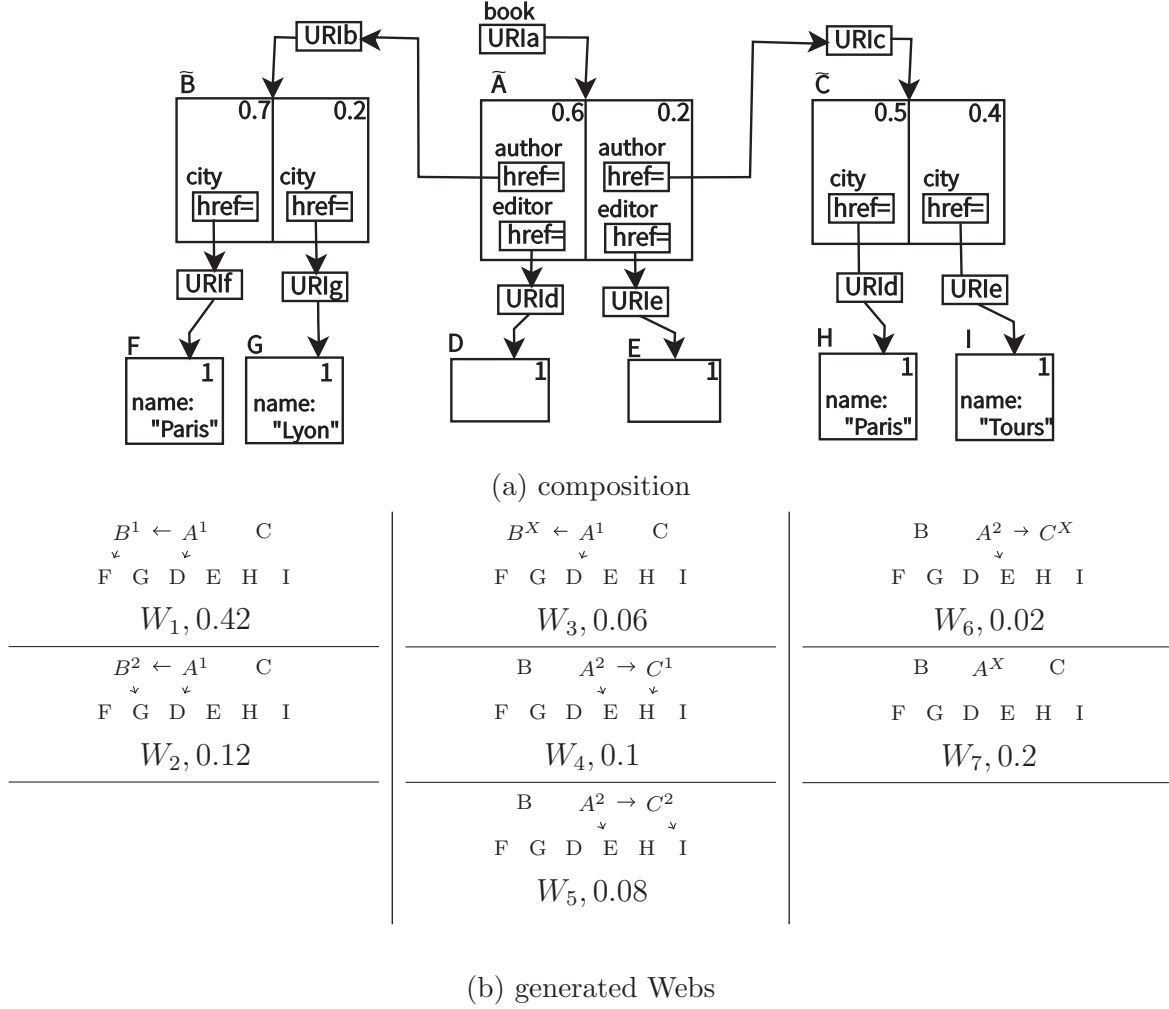 book
URIb URIa URIc
B̃ Ã C̃
0.7 0.2 0.6 0.2 0.5 0.4
author author
city city href= href= city city
href= href= editor editor href= href=
href= href=
URIf URIg URId URIe URId URIe
F G D E H I
1 1 1 1 1 1
name: name: name: name:
"Paris" "Lyon" "Paris" "Tours"
(a) composition
B¹ ← A¹ C
F G D E H I
W₁, 0.42
B² ← A¹ C
F G D E H I
W₂, 0.12
Bˣ ← A¹ C
F G D E H I
W₃, 0.06
B A² → C¹
F G D E H I
W₄, 0.1
B A² → C²
F G D E H I
W₅, 0.08
B A² → Cˣ
F G D E H I
W₆, 0.02
B Aˣ C
F G D E H I
W₇, 0.2
(b) generated Webs